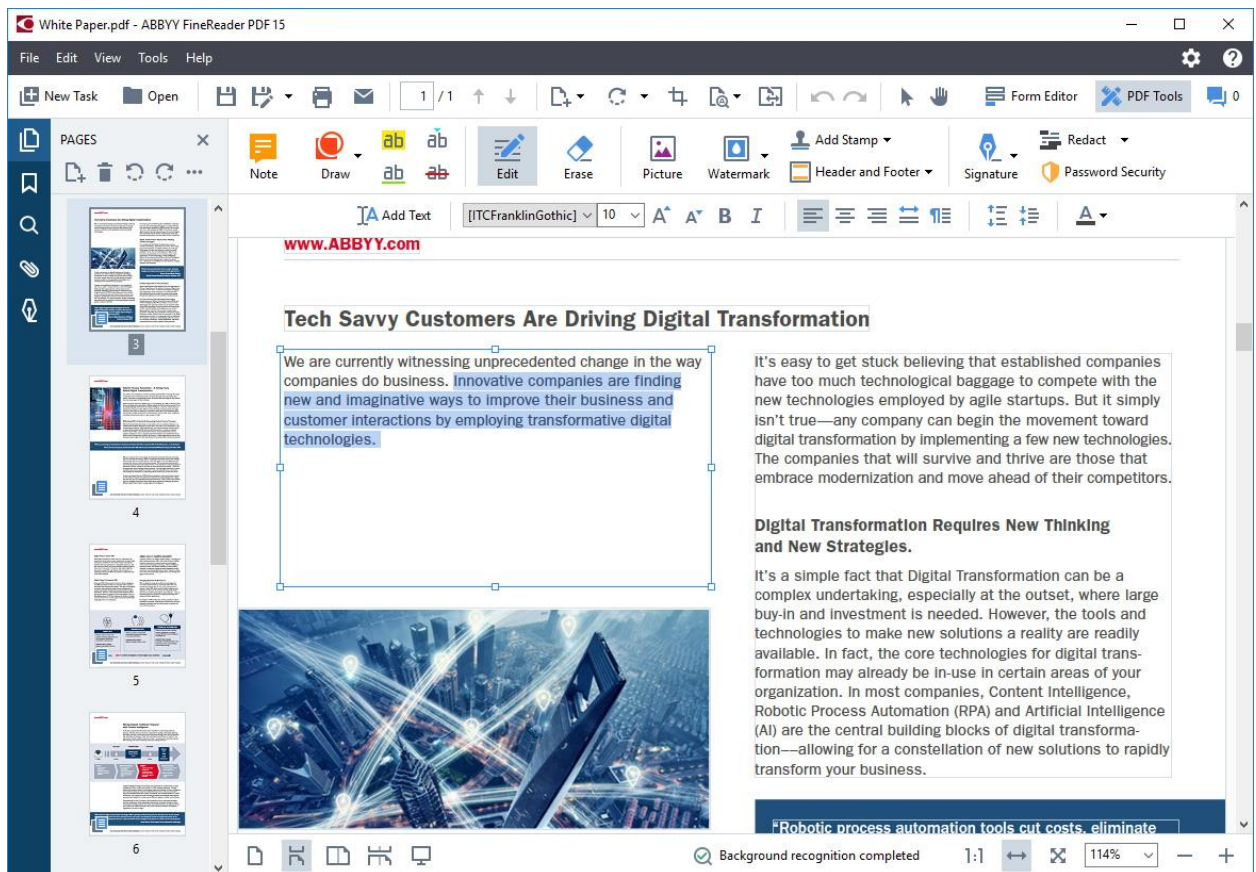 White Paper.pdf - ABBYY FineReader PDF 15
File Edit View Tools Help
New Task Open 1 / 1 Form Editor PDF Tools 0
PAGES
Note Draw ab ab ab ab Edit Erase Picture Watermark Add Stamp Header and Footer Signature Redact Password Security
A Add Text [ITCFranklinGothic] 10 A A B I A
3
4
5
6
www.ABBYY.com
Tech Savvy Customers Are Driving Digital Transformation
We are currently witnessing unprecedented change in the way
companies do business. Innovative companies are finding
new and imaginative ways to improve their business and
customer interactions by employing transformative digital
technologies.
It's easy to get stuck believing that established companies
have too much technological baggage to compete with the
new technologies employed by agile startups. But it simply
isn't true—any company can begin the movement toward
digital transformation by implementing a few new technologies.
The companies that will survive and thrive are those that
embrace modernization and move ahead of their competitors.
Digital Transformation Requires New Thinking
and New Strategies.
It's a simple fact that Digital Transformation can be a
complex undertaking, especially at the outset, where large
buy-in and investment is needed. However, the tools and
technologies to make new solutions a reality are readily
available. In fact, the core technologies for digital trans-
formation may already be in-use in certain areas of your
organization. In most companies, Content Intelligence,
Robotic Process Automation (RPA) and Artificial Intelligence
(AI) are the central building blocks of digital transforma-
tion—–allowing for a constellation of new solutions to rapidly
transform your business.
"Robotic process automation tools cut costs, eliminate
Background recognition completed 1:1 114%